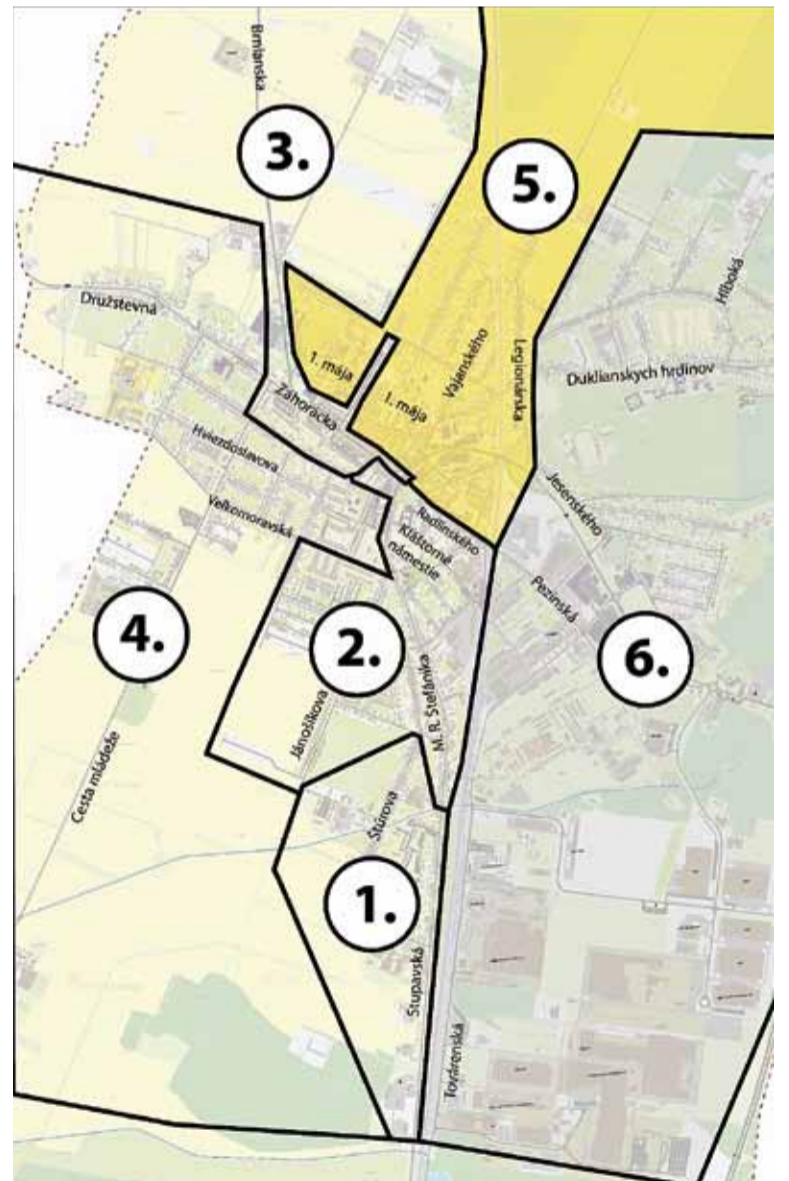 Brnianska
3.
5.
Hlboká
Družstevná
1. mája
Vajanského
Legionárska
1. mája
Duklianskych hrdinov
Záhorácka
Hviezdoslavova
Veľkomoravská
Radlinského
Kláštorné
námestie
Jesenského
Pezinská
4.
2.
6.
M. R. Štefánika
Jánošíkova
Cesta mládeže
Štúrova
1.
Stupavská
Továrenská